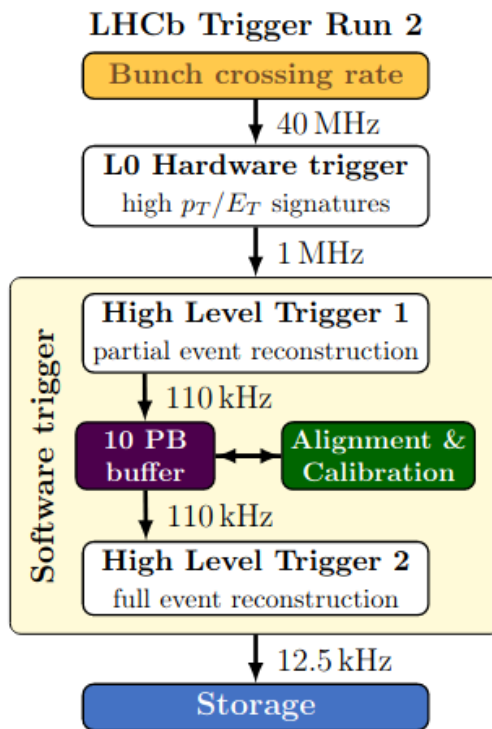 LHCb Trigger Run 2
Bunch crossing rate
40 MHz
L0 Hardware trigger
high p_T/E_T signatures
1 MHz
Software trigger
High Level Trigger 1
partial event reconstruction
110 kHz
10 PB
buffer
Alignment &
Calibration
110 kHz
High Level Trigger 2
full event reconstruction
12.5 kHz
Storage